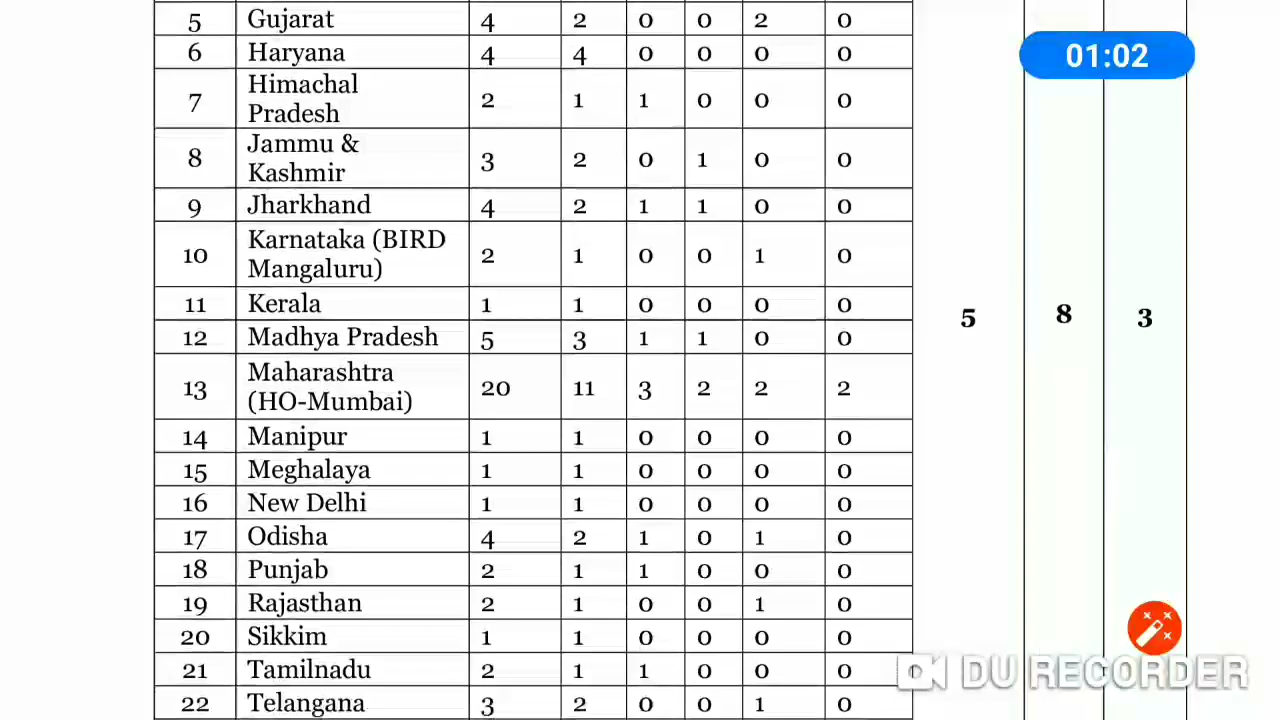 5 Gujarat 4 2 0 0 2 0
01:02
6 Haryana 4 4 0 0 0 0
7 Himachal Pradesh 2 1 1 0 0 0
8 Jammu & Kashmir 3 2 0 1 0 0
9 Jharkhand 4 2 1 1 0 0
10 Karnataka (BIRD Mangaluru) 2 1 0 0 1 0
11 Kerala 1 1 0 0 0 0
5 8 3
12 Madhya Pradesh 5 3 1 1 0 0
13 Maharashtra (HO-Mumbai) 20 11 3 2 2 2
14 Manipur 1 1 0 0 0 0
15 Meghalaya 1 1 0 0 0 0
16 New Delhi 1 1 0 0 0 0
17 Odisha 4 2 1 0 1 0
18 Punjab 2 1 1 0 0 0
19 Rajasthan 2 1 0 0 1 0
20 Sikkim 1 1 0 0 0 0
21 Tamilnadu 2 1 1 0 0 0
DU RECORDER
22 Telangana 3 2 0 0 1 0